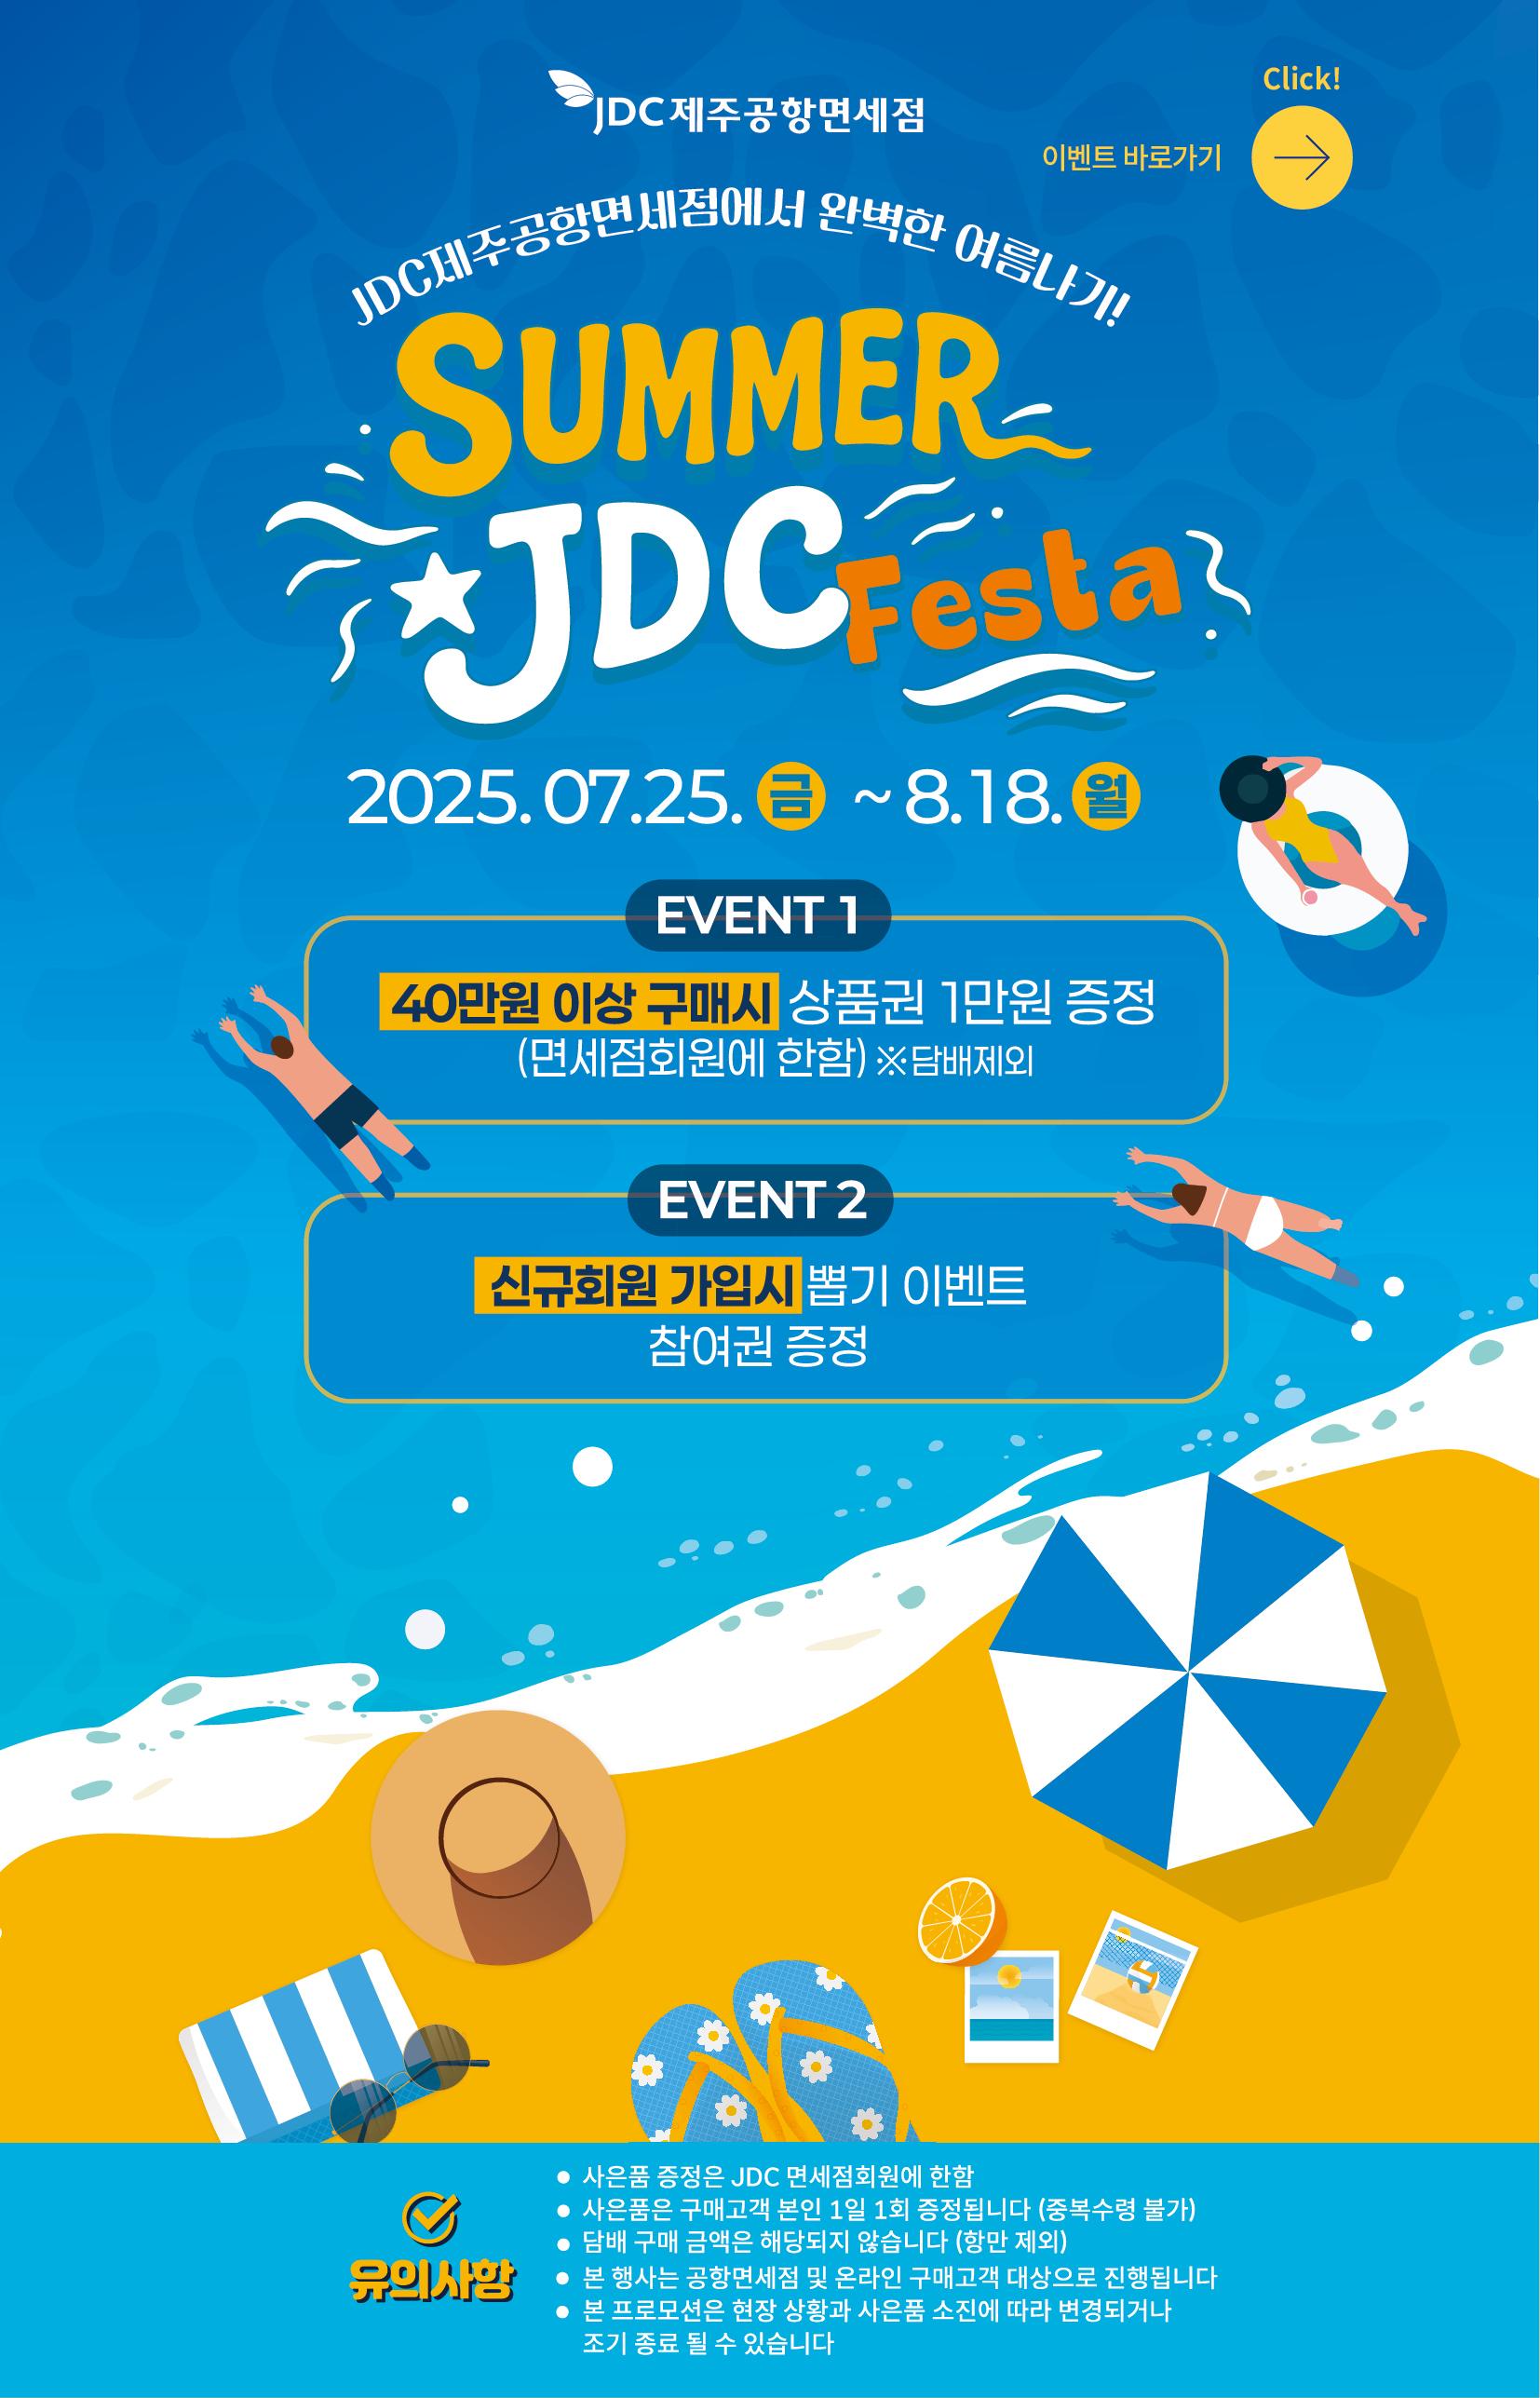 JDC 제주공항면세점
Click!
이벤트 바로가기
JDC제주공항면세점에서 완벽한 여름나기!
SUMMER
JDC Festa
2025. 07.25. 금 ~ 8.18. 월
EVENT 1
40만원 이상 구매시 상품권 1만원 증정
(면세점회원에 한함) ※담배제외
EVENT 2
신규회원 가입시 뽑기 이벤트
참여권 증정
유의사항
● 사은품 증정은 JDC 면세점회원에 한함
● 사은품은 구매고객 본인 1일 1회 증정됩니다 (중복수령 불가)
● 담배 구매 금액은 해당되지 않습니다 (항만 제외)
● 본 행사는 공항면세점 및 온라인 구매고객 대상으로 진행됩니다
● 본 프로모션은 현장 상황과 사은품 소진에 따라 변경되거나
조기 종료 될 수 있습니다